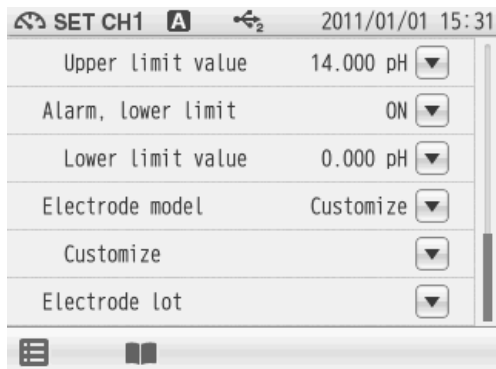 SET CH1 A 2 2011/01/01 15:31
Upper limit value 14.000 pH
Alarm, lower limit ON
Lower limit value 0.000 pH
Electrode model Customize
Customize
Electrode lot